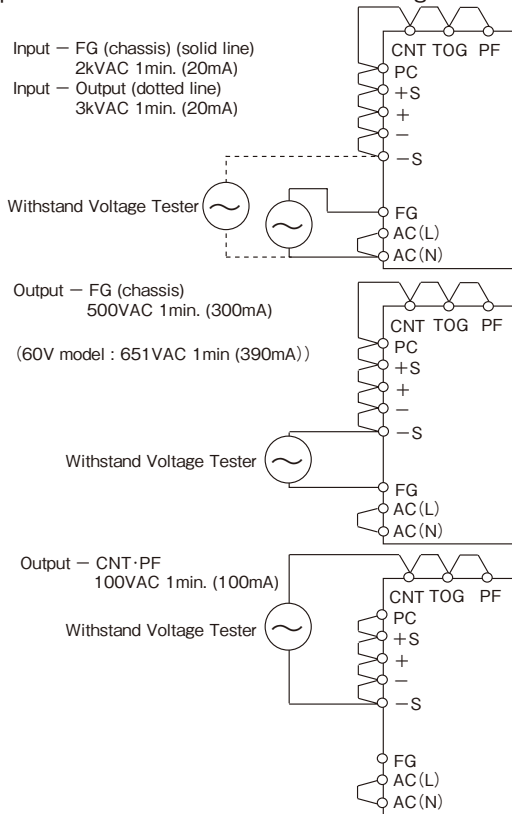 Input − FG (chassis) (solid line)
2kVAC 1min. (20mA)
Input − Output (dotted line)
3kVAC 1min. (20mA)
CNT TOG PF
PC
+S
+
−
−S
Withstand Voltage Tester
FG
AC(L)
AC(N)
Output − FG (chassis)
500VAC 1min. (300mA)
(60V model : 651VAC 1min (390mA))
CNT TOG PF
PC
+S
+
−
−S
Withstand Voltage Tester
FG
AC(L)
AC(N)
Output − CNT·PF
100VAC 1min. (100mA)
CNT TOG PF
PC
Withstand Voltage Tester
+S
+
−
−S
FG
AC(L)
AC(N)